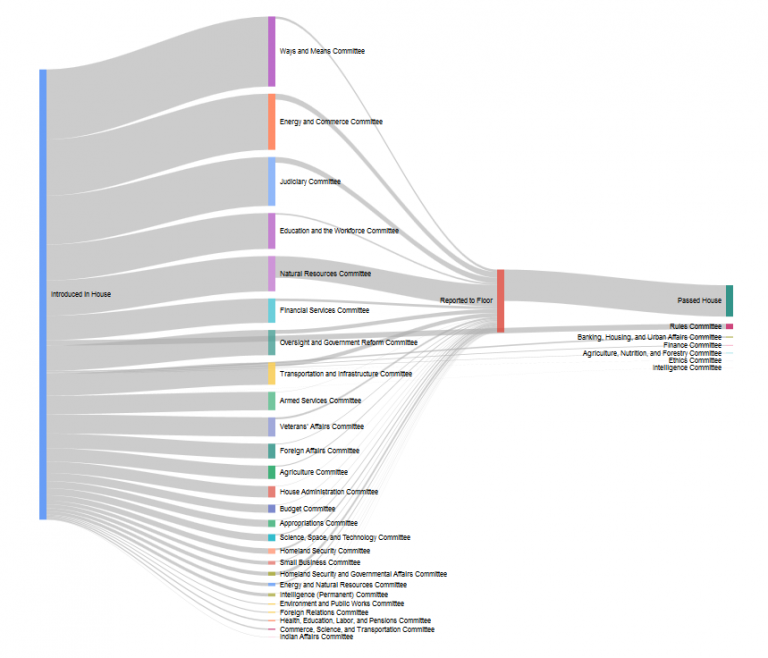 Ways and Means Committee
Energy and Commerce Committee
Judiciary Committee
Education and the Workforce Committee
Introduced In House
Natural Resources Committee
Reported to Floor
Passed House
Financial Services Committee
Rules Committee
Oversight and Government Reform Committee
Banking, Housing, and Urban Affairs Committee
Finance Committee
Agriculture, Nutrition, and Forestry Committee
Ethics Committee
Intelligence Committee
Transportation and Infrastructure Committee
Armed Services Committee
Veterans' Affairs Committee
Foreign Affairs Committee
Agriculture Committee
House Administration Committee
Budget Committee
Appropriations Committee
Science, Space, and Technology Committee
Homeland Security Committee
Small Business Committee
Homeland Security and Governmental Affairs Committee
Energy and Natural Resources Committee
Intelligence (Permanent) Committee
Environment and Public Works Committee
Foreign Relations Committee
Health, Education, Labor, and Pensions Committee
Commerce, Science, and Transportation Committee
Indian Affairs Committee